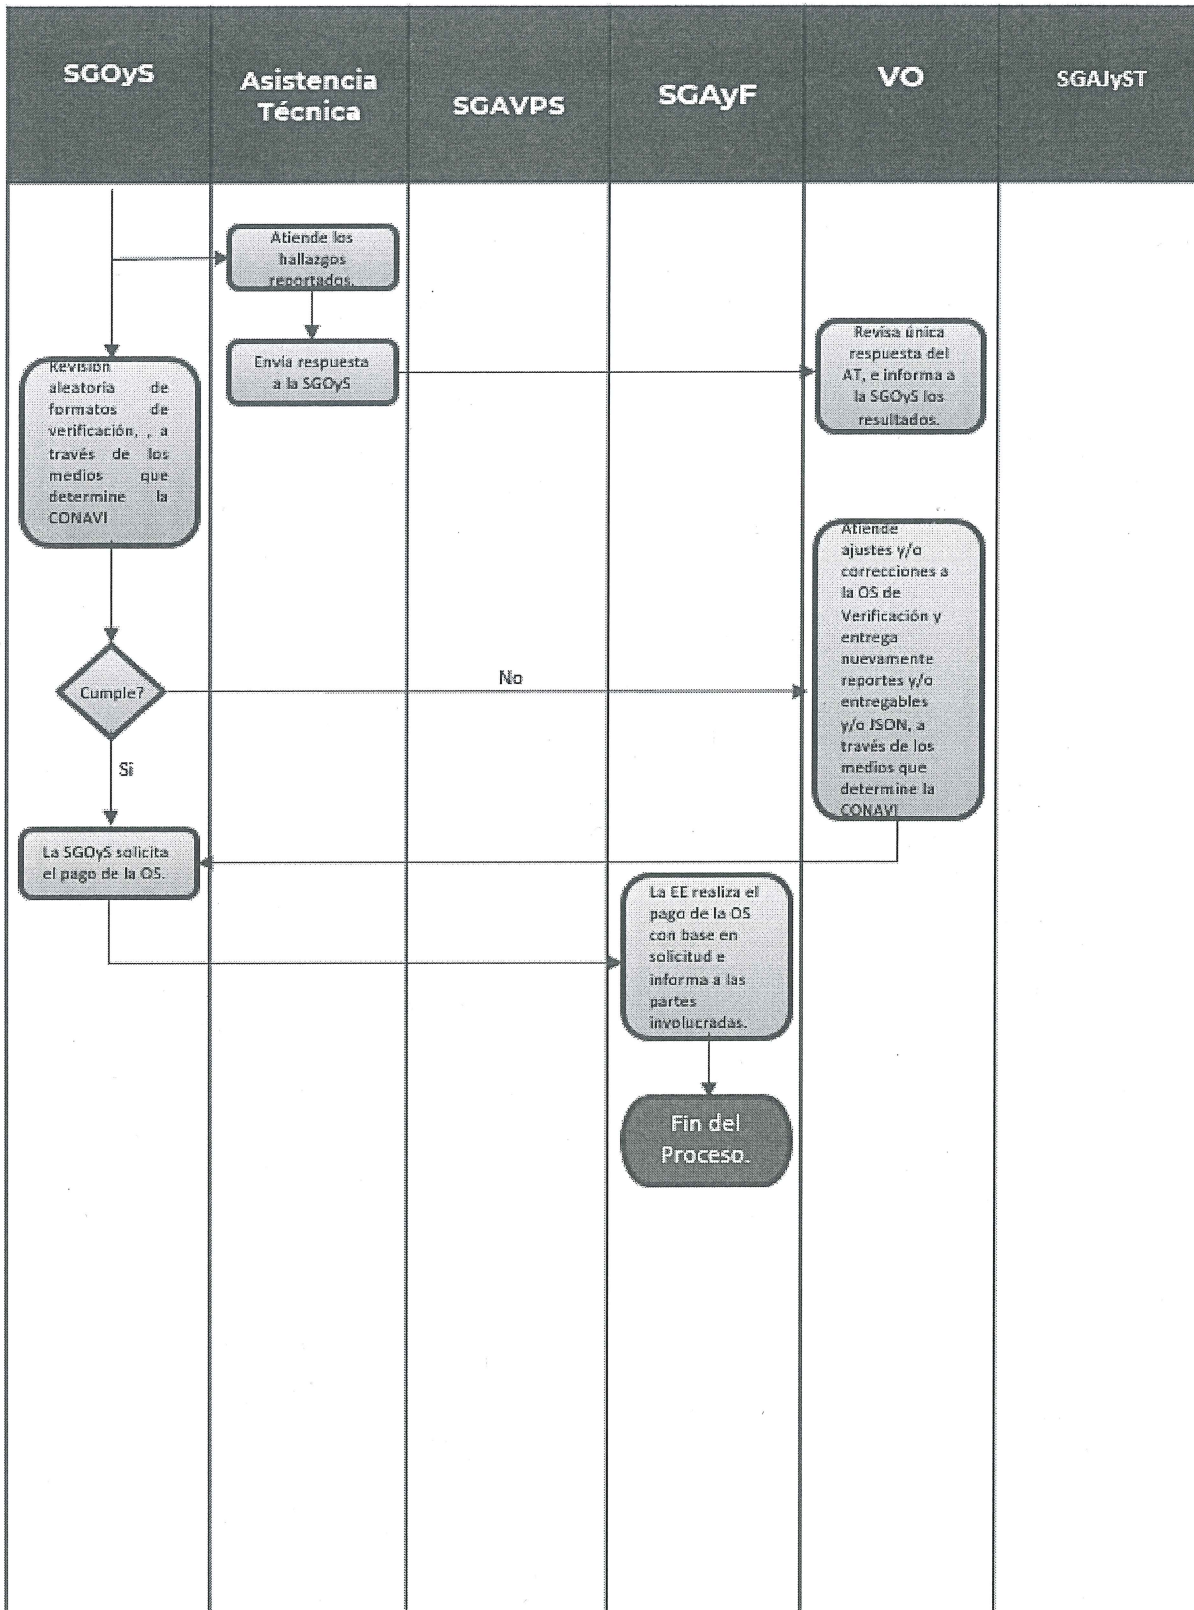 SGOyS
Asistencia
Técnica
SGAVPS
SGAyF
VO
SGAJyST
Atiende los
hallazgos
reportados.
Envía respuesta
a la SGOyS
Revisa única
respuesta del
AT, e informa a
la SGOyS los
resultados.
Revisión
aleatoria de
formatos de
verificación, , a
través de los
medios que
determine la
CONAVI
Atiende
ajustes y/o
correcciones a
la OS de
Verificación y
entrega
nuevamente
reportes y/o
entregables
y/o JSON, a
través de los
medios que
determine la
CONAVI
Cumple?
No
Si
La SGOyS solicita
el pago de la OS.
La EE realiza el
pago de la OS
con base en
solicitud e
informa a las
partes
involucradas.
Fin del
Proceso.